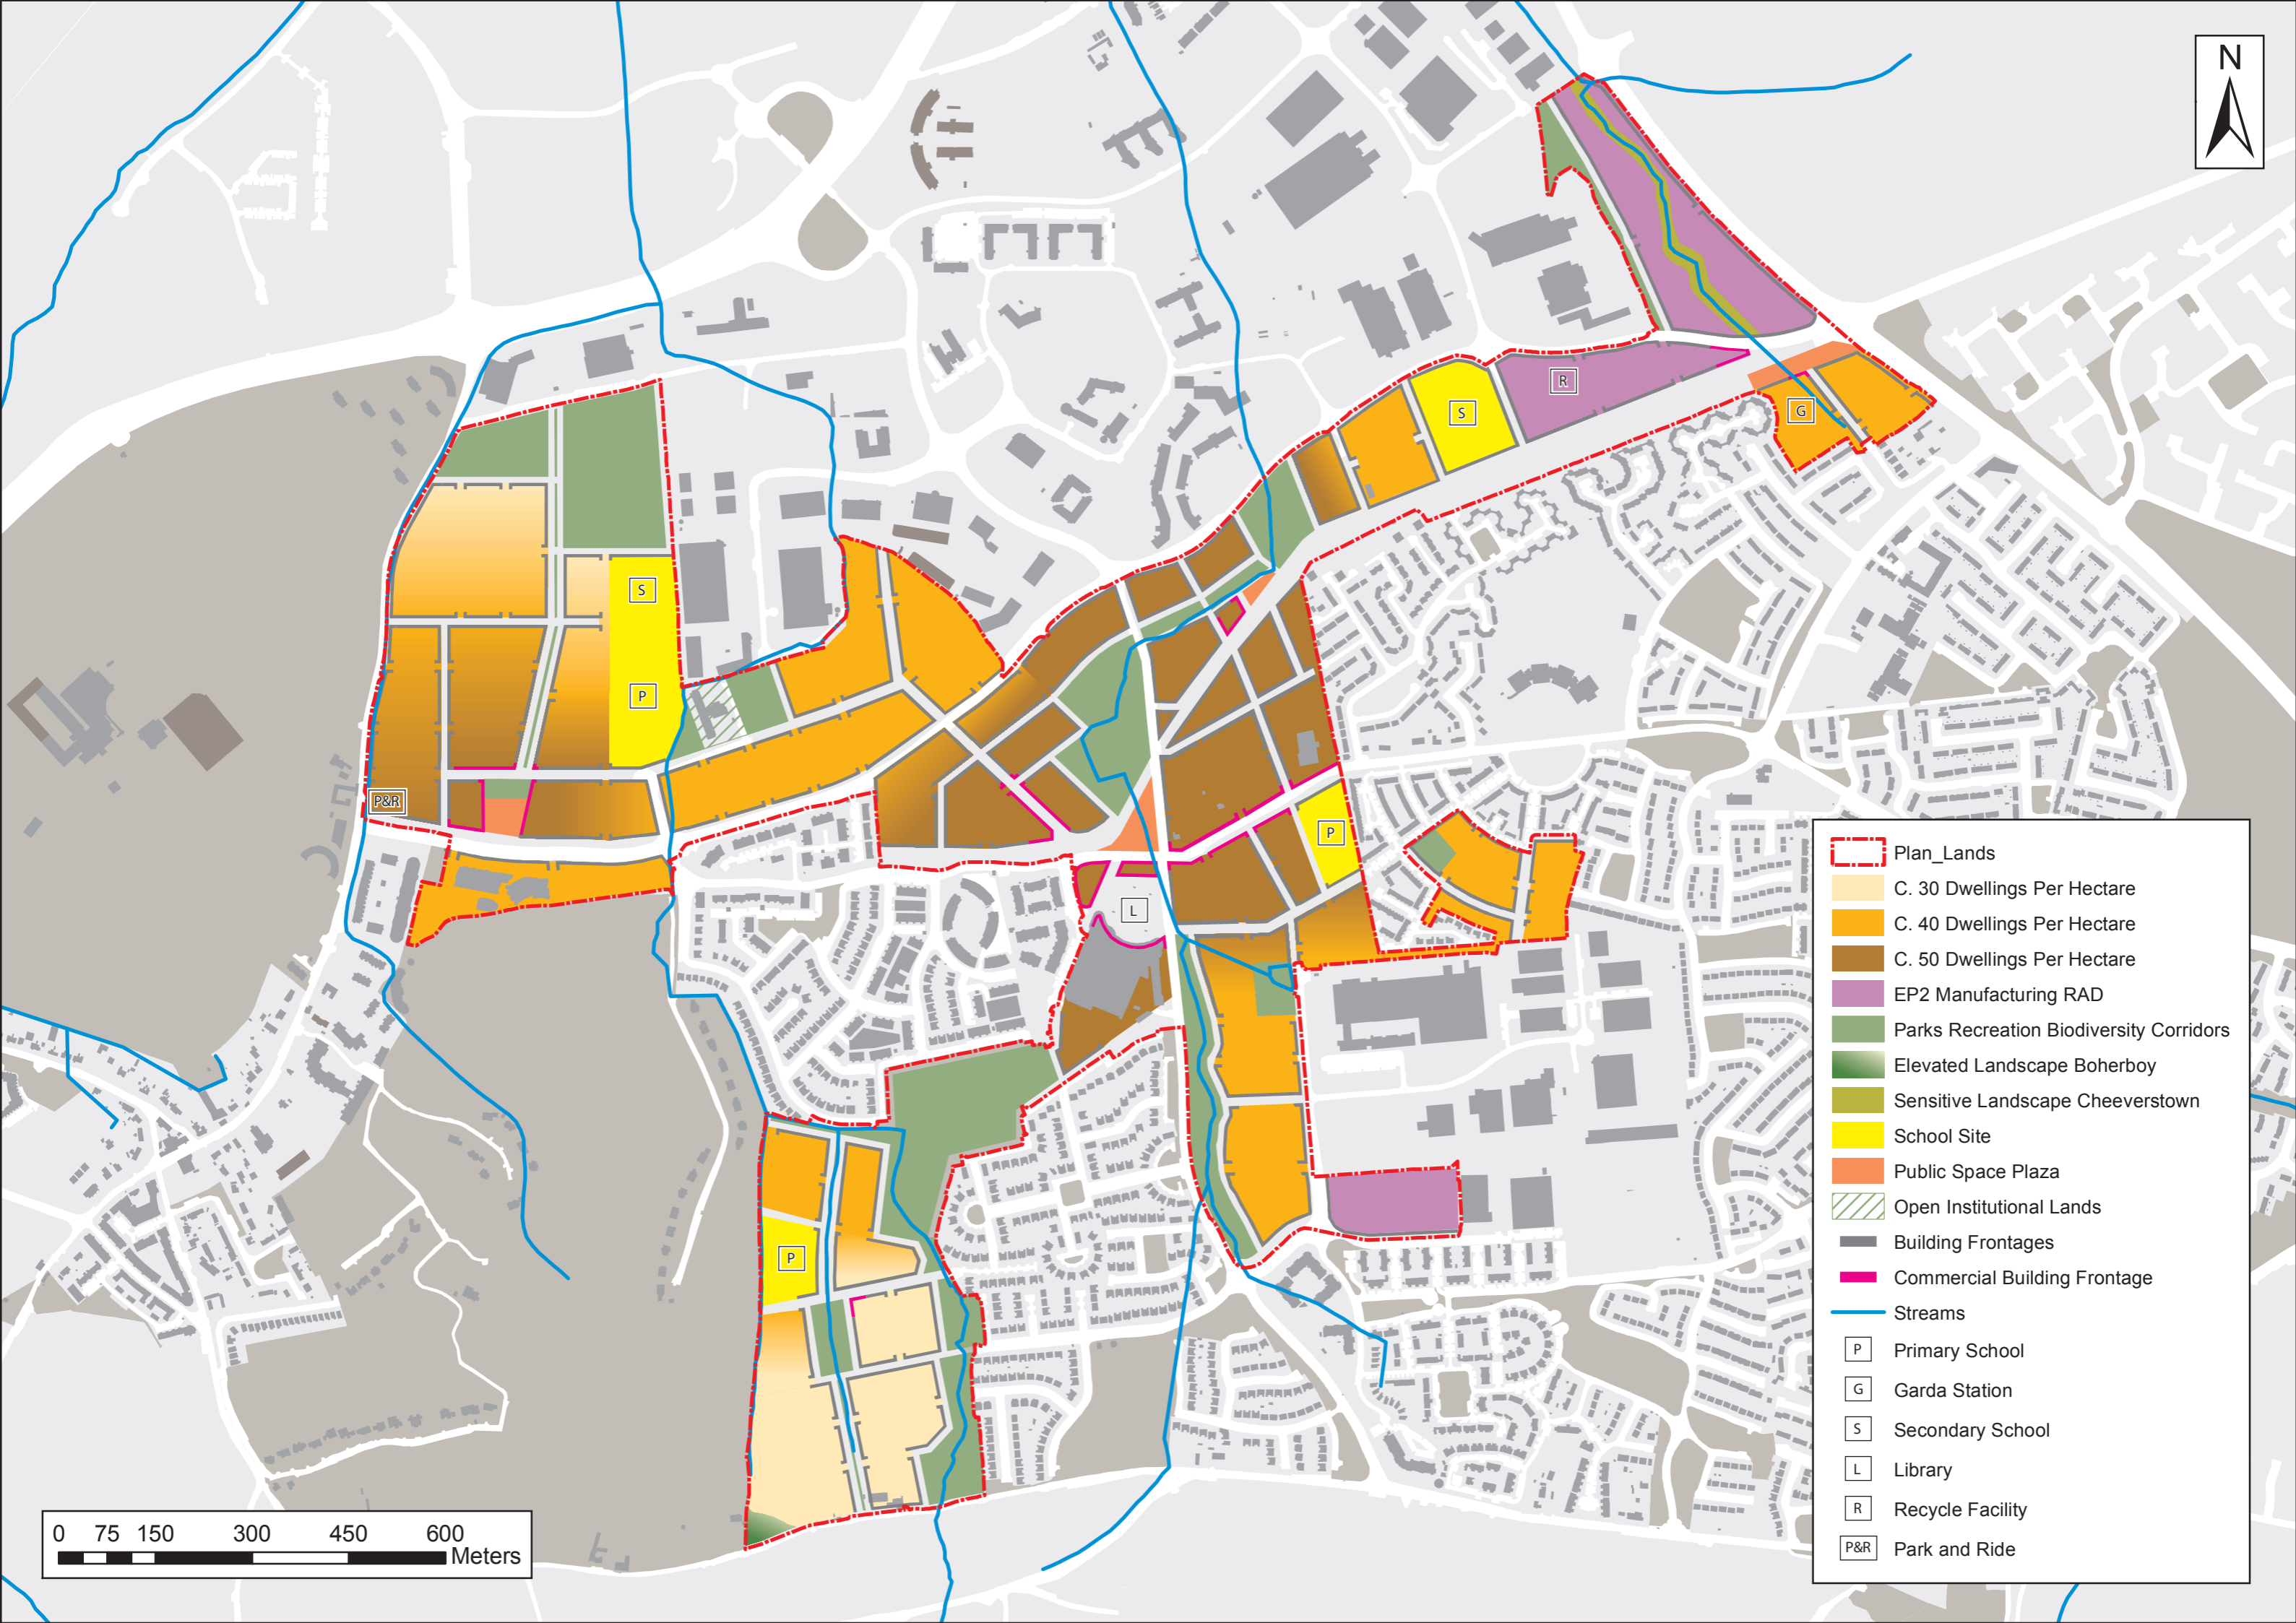 N
R
S
G
S
P
P&R
P
L
P
Plan_Lands
C. 30 Dwellings Per Hectare
C. 40 Dwellings Per Hectare
C. 50 Dwellings Per Hectare
EP2 Manufacturing RAD
Parks Recreation Biodiversity Corridors
Elevated Landscape Boherboy
Sensitive Landscape Cheeverstown
School Site
Public Space Plaza
Open Institutional Lands
Building Frontages
Commercial Building Frontage
Streams
P Primary School
G Garda Station
S Secondary School
L Library
R Recycle Facility
P&R Park and Ride
0 75 150 300 450 600
Meters